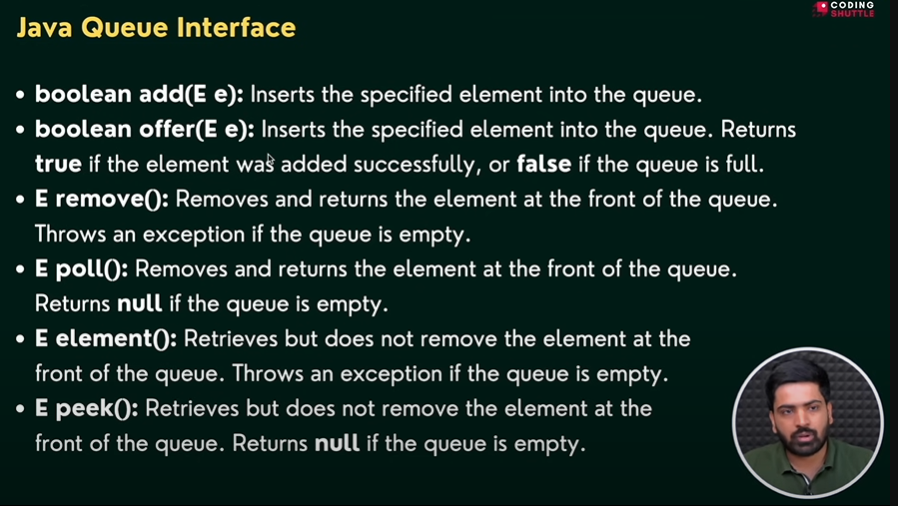 CODING
SHUTTLE
Java Queue Interface
• boolean add(E e): Inserts the specified element into the queue.
• boolean offer(E e): Inserts the specified element into the queue. Returns
true if the element was added successfully, or false if the queue is full.
• E remove(): Removes and returns the element at the front of the queue.
Throws an exception if the queue is empty.
• E poll(): Removes and returns the element at the front of the queue.
Returns null if the queue is empty.
• E element(): Retrieves but does not remove the element at the
front of the queue. Throws an exception if the queue is empty.
• E peek(): Retrieves but does not remove the element at the
front of the queue. Returns null if the queue is empty.